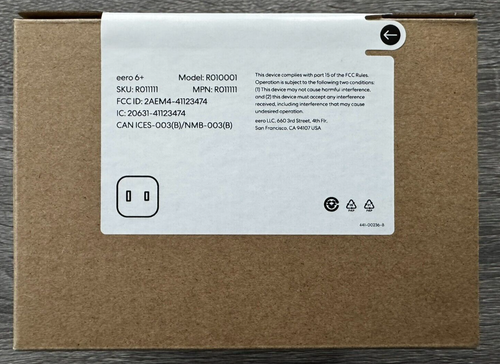 eero 6+ Model: R010001
SKU: R011111 MPN: R011111
FCC ID: 2AEM4-41123474
IC: 20631-41123474
CAN ICES-003(B)/NMB-003(B)
This device complies with part 15 of the FCC Rules.
Operation is subject to the following two conditions:
(1) This device may not cause harmful interference,
and (2) this device must accept any interference
received, including interference that may cause
undesired operation.
eero LLC, 660 3rd Street, 4th Flr.
San Francisco, CA 94107 USA